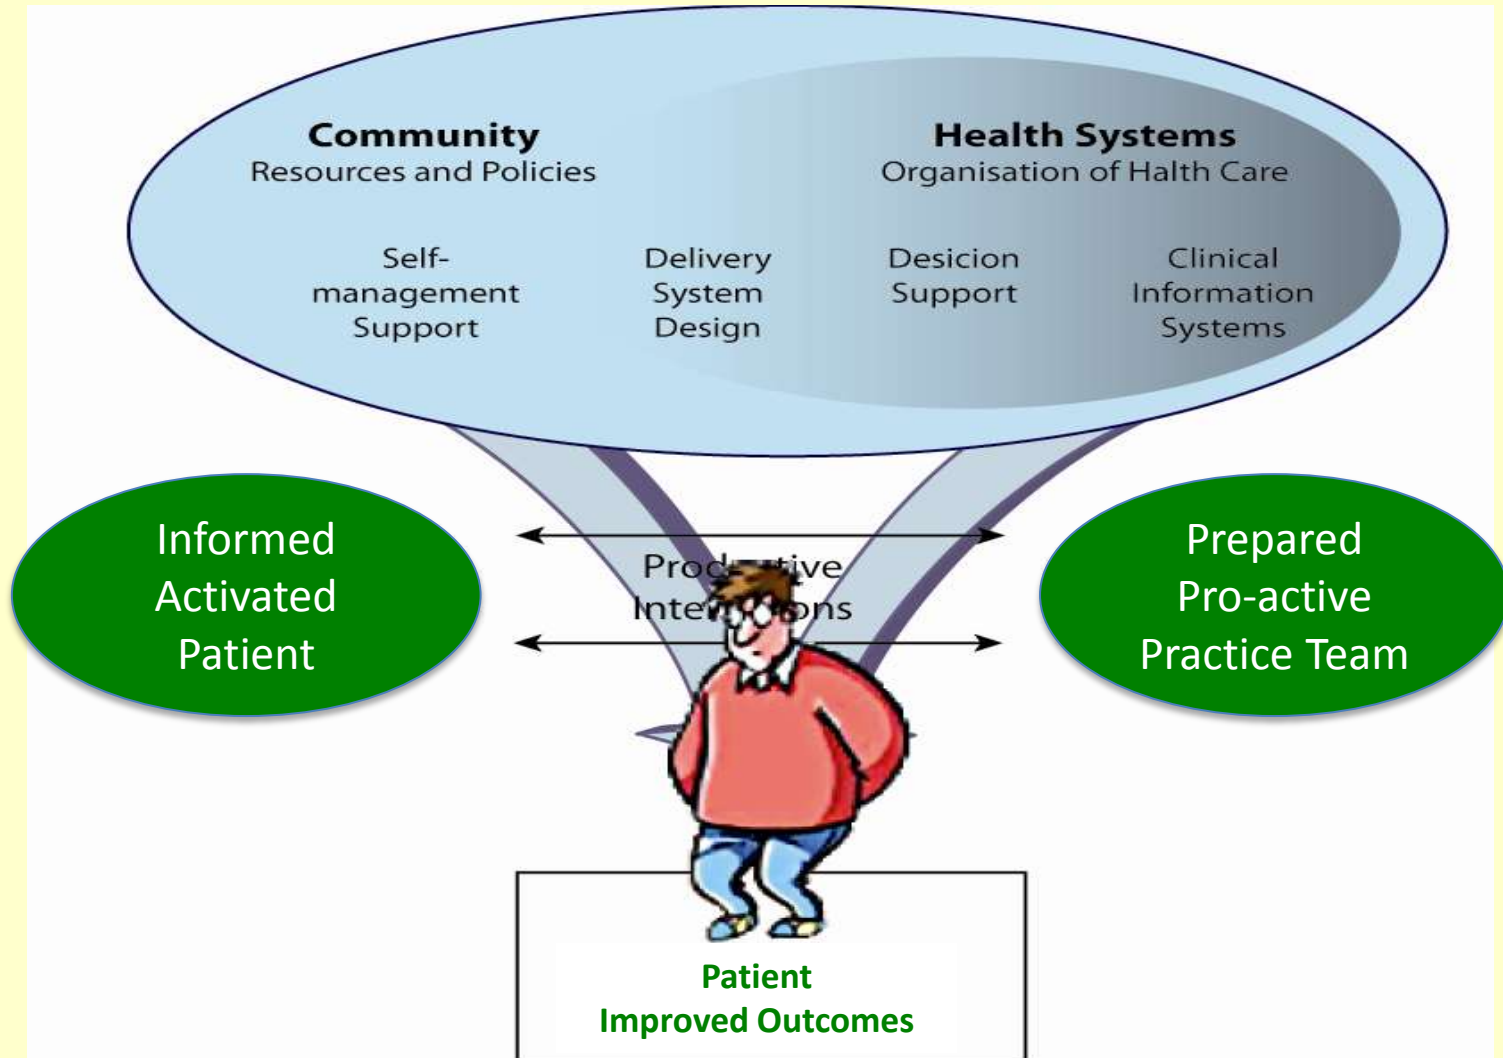 Community
Resources and Policies
Health Systems
Organisation of Halth Care
Self-
management
Support
Delivery
System
Design
Desicion
Support
Clinical
Information
Systems
Informed
Activated
Patient
Prepared
Pro-active
Practice Team
Patient
Improved Outcomes